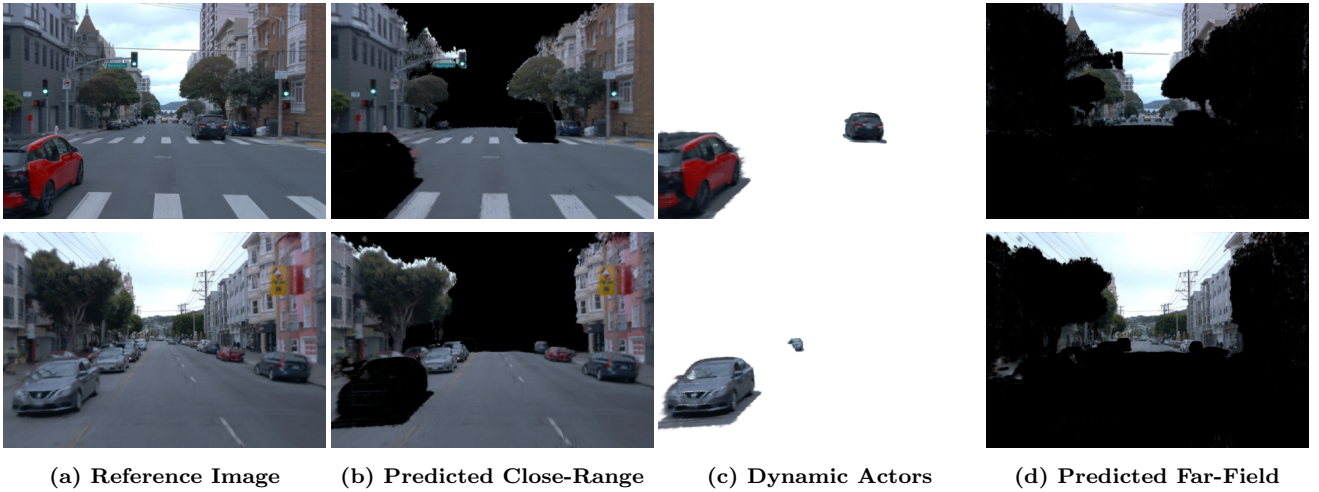 (a) Reference Image
(b) Predicted Close-Range
(c) Dynamic Actors
(d) Predicted Far-Field